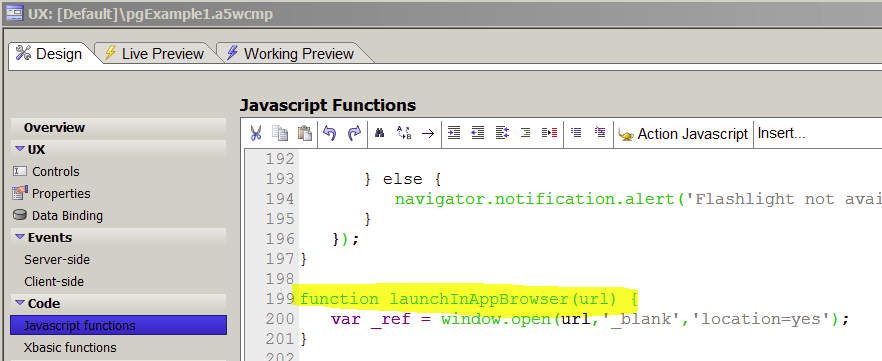 UX: [Default]\pgExample1.a5wcmp
Design Live Preview Working Preview
Overview
UX
Controls
Properties
Data Binding
Events
Server-side
Client-side
Code
Javascript functions
Xbasic functions
Javascript Functions
Action Javascript Insert...
192
193 } else {
194 navigator.notification.alert('Flashlight not avai
195 }
196 });
197 }
198
199 function launchInAppBrowser(url) {
200 var _ref = window.open(url,'_blank','location=yes');
201 }
202